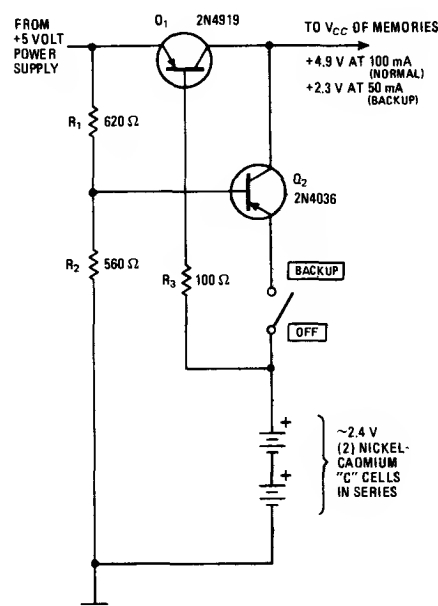 FROM
+5 VOLT
POWER
SUPPLY
Q1
2N4919
TO VCC OF MEMORIES
+4.9 V AT 100 mA
(NORMAL)
+2.3 V AT 50 mA
(BACKUP)
R1
620 Ω
Q2
2N4036
R2
560 Ω
R3
100 Ω
BACKUP
OFF
+
+
~2.4 V
(2) NICKEL-
CADMIUM
"C" CELLS
IN SERIES